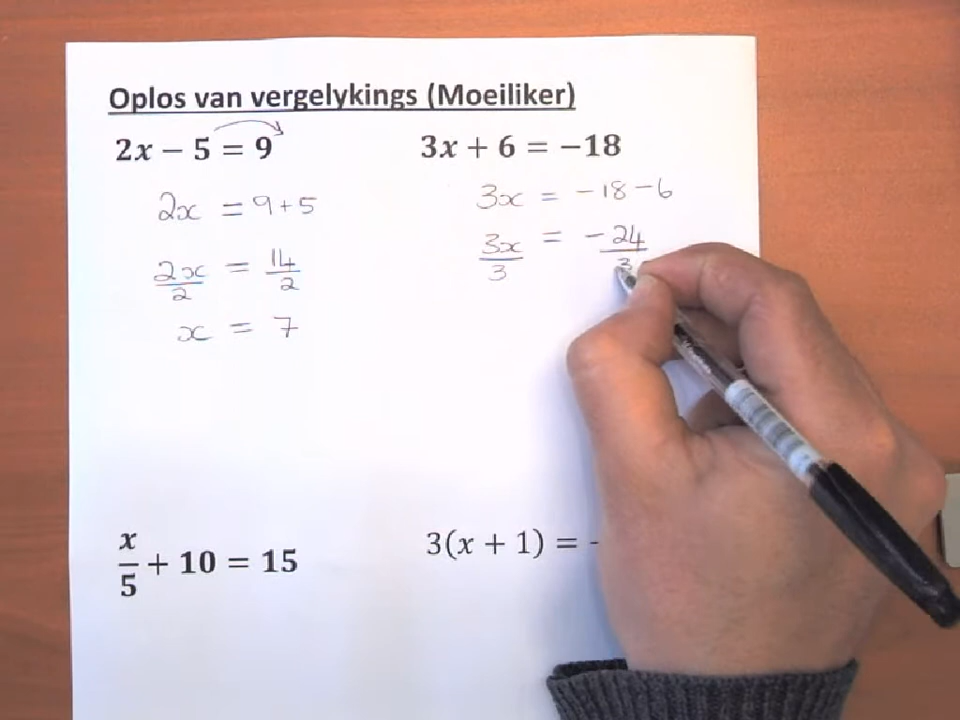 Oplos van vergelykings (Moeiliker)
2x − 5 = 9
2x = 9 + 5
2x/2 = 14/2
x = 7
3x + 6 = −18
3x = −18 − 6
3x/3 = −24/3
x/5 + 10 = 15
3(x + 1) = -